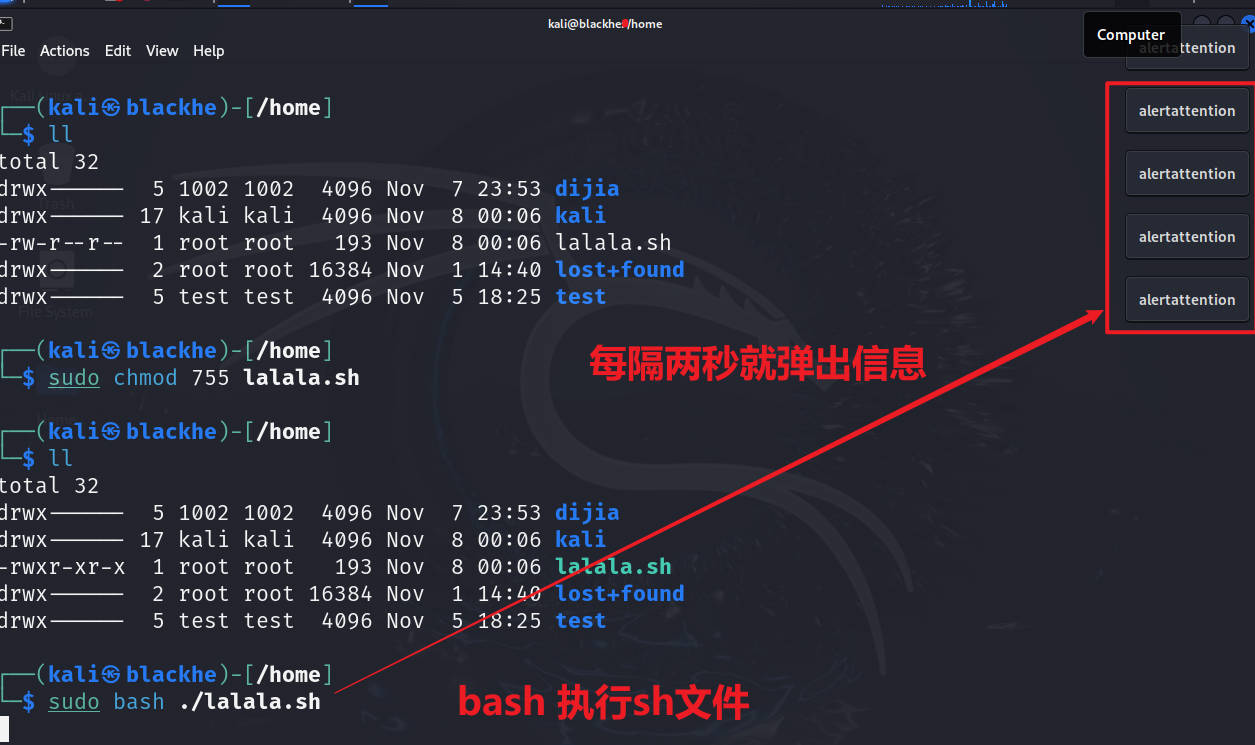 kali@blackhe:/home
Computer
File Actions Edit View Help
alertattention
alertattention
alertattention
alertattention
alertattention
┌──(kali㉿blackhe)-[/home]
└─$ ll
total 32
drwx------  5 1002 1002  4096 Nov  7 23:53 dijia
drwx------ 17 kali kali  4096 Nov  8 00:06 kali
-rw-r--r--  1 root root   193 Nov  8 00:06 lalala.sh
drwx------  2 root root 16384 Nov  1 14:40 lost+found
drwx------  5 test test  4096 Nov  5 18:25 test
┌──(kali㉿blackhe)-[/home]
└─$ sudo chmod 755 lalala.sh
每隔两秒就弹出信息
┌──(kali㉿blackhe)-[/home]
└─$ ll
total 32
drwx------  5 1002 1002  4096 Nov  7 23:53 dijia
drwx------ 17 kali kali  4096 Nov  8 00:06 kali
-rwxr-xr-x  1 root root   193 Nov  8 00:06 lalala.sh
drwx------  2 root root 16384 Nov  1 14:40 lost+found
drwx------  5 test test  4096 Nov  5 18:25 test
┌──(kali㉿blackhe)-[/home]
└─$ sudo bash ./lalala.sh
bash 执行sh文件
Trash
File System
Home